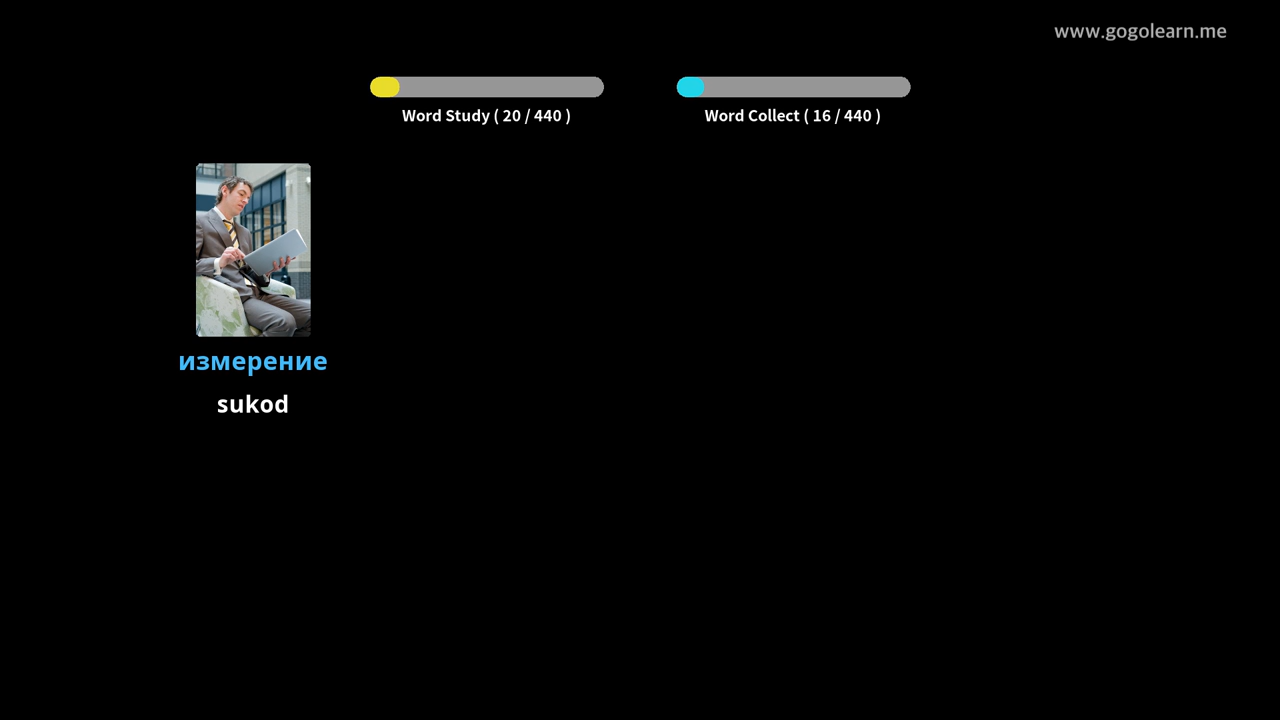 www.gogolearn.me
Word Study ( 20 / 440 )
Word Collect ( 16 / 440 )
измерение
sukod